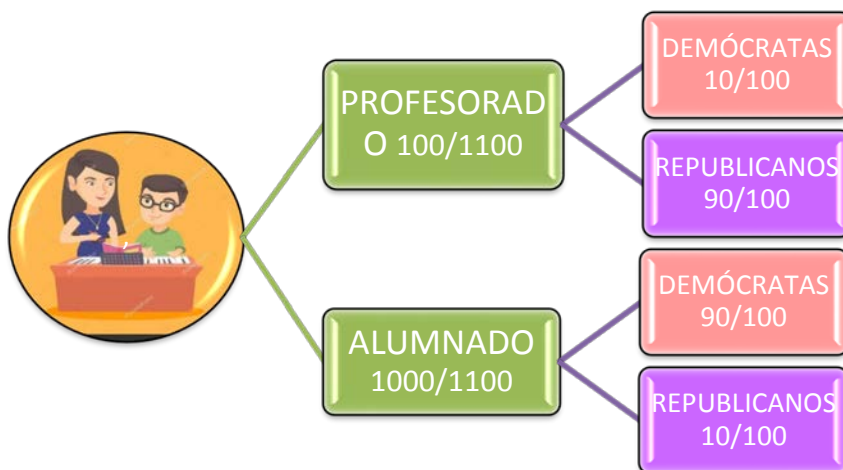 PROFESORAD
O 100/1100
ALUMNADO
1000/1100
DEMÓCRATAS
10/100
REPUBLICANOS
90/100
DEMÓCRATAS
90/100
REPUBLICANOS
10/100